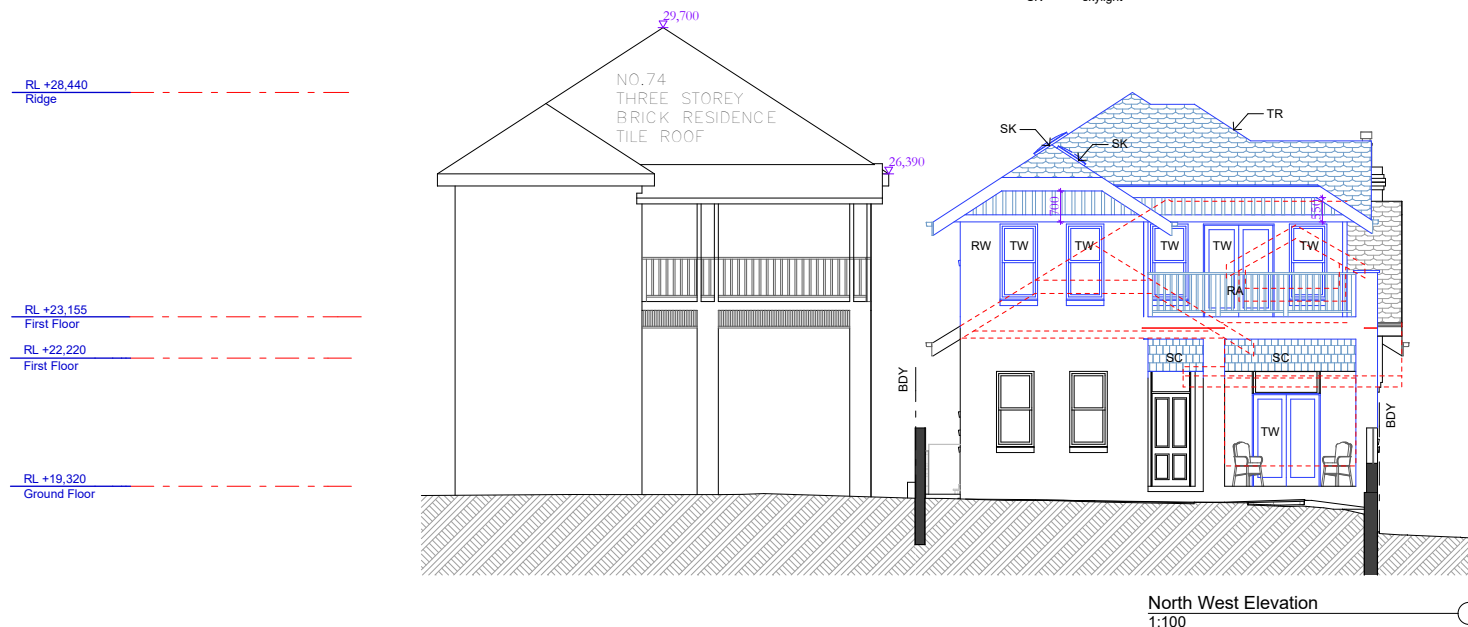 29,700
RL +28,440
Ridge
NO.74
THREE STOREY
BRICK RESIDENCE
TILE ROOF
TR
SK
SK
26,390
700
550
RW
TW
TW
TW
TW
TW
RA
RL +23,155
First Floor
RL +22,220
First Floor
SC
SC
BDY
BDY
TW
RL +19,320
Ground Floor
North West Elevation
1:100